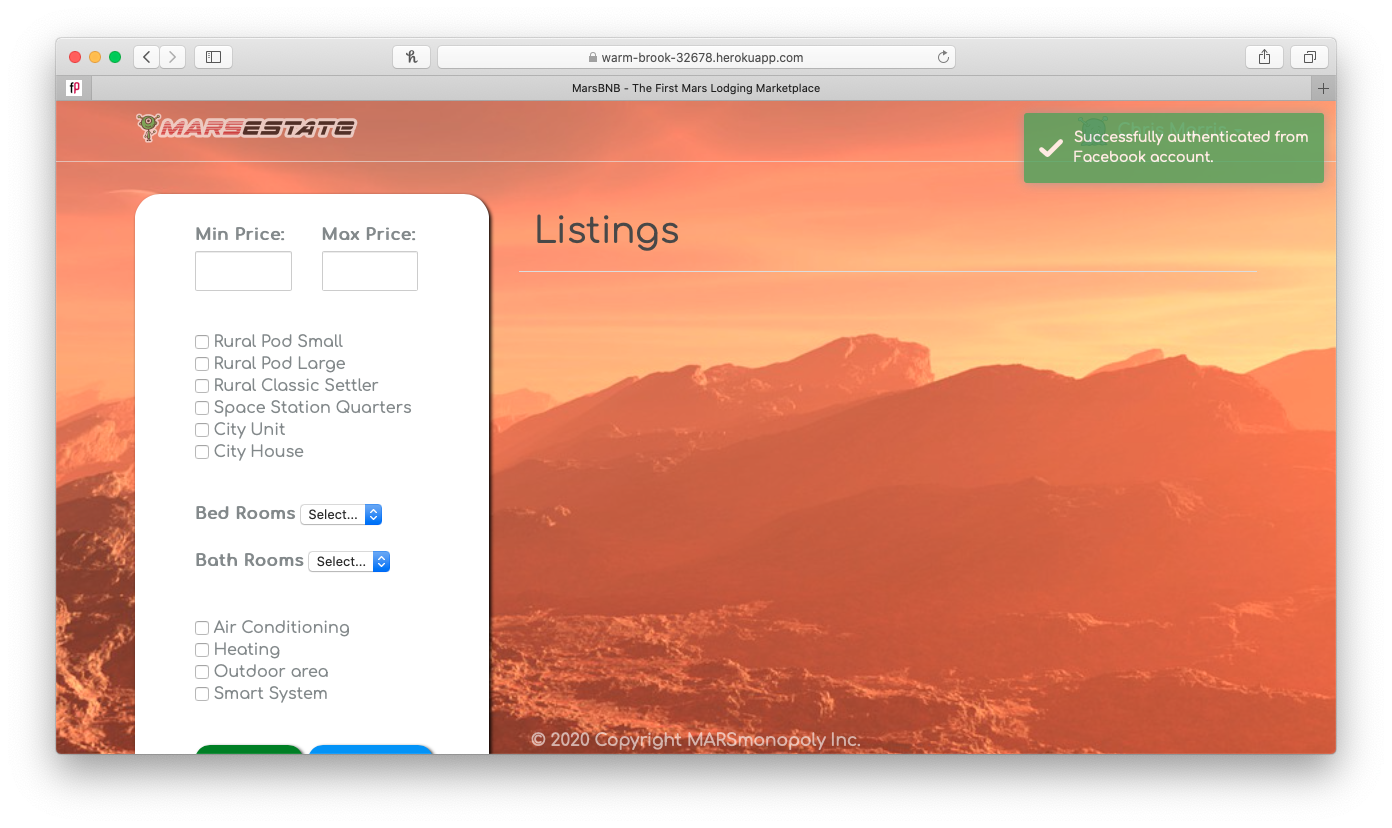 warm-brook-32678.herokuapp.com
fp
MarsBNB - The First Mars Lodging Marketplace
MARSESTATE
Successfully authenticated from
Facebook account.
Min Price: Max Price:
Listings
Rural Pod Small
Rural Pod Large
Rural Classic Settler
Space Station Quarters
City Unit
City House
Bed Rooms Select...
Bath Rooms Select...
Air Conditioning
Heating
Outdoor area
Smart System
© 2020 Copyright MARSmonopoly Inc.